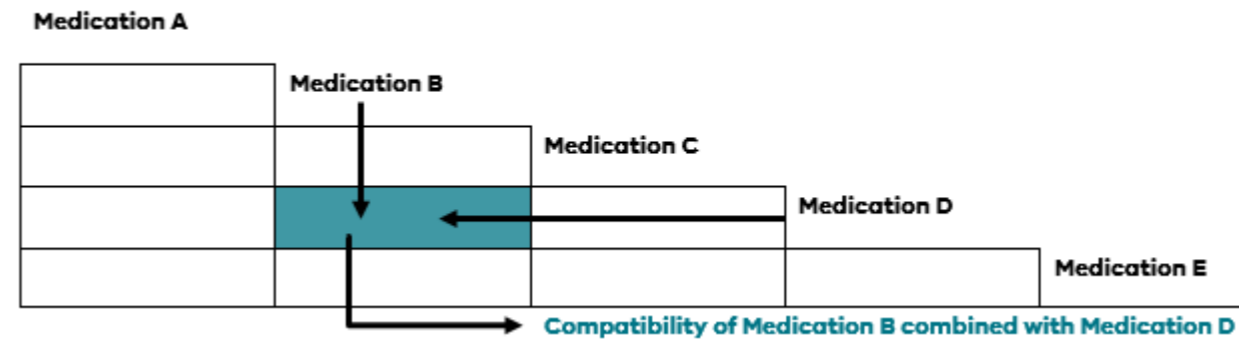 Medication A
Medication B
Medication C
Medication D
Medication E
Compatibility of Medication B combined with Medication D